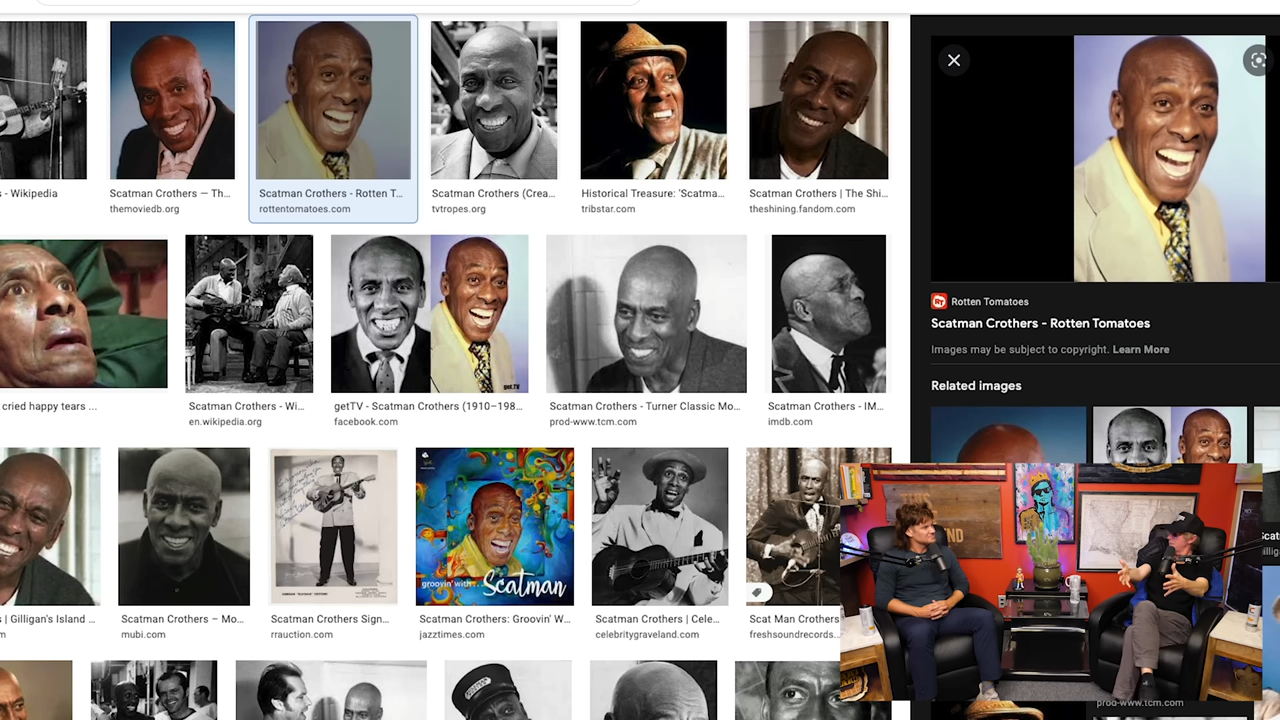 s - Wikipedia
Scatman Crothers — Th...
themoviedb.org
Scatman Crothers - Rotten T...
rottentomatoes.com
Scatman Crothers (Crea...
tvtropes.org
Historical Treasure: 'Scatma...
tribstar.com
Scatman Crothers | The Shi...
theshining.fandom.com
Rotten Tomatoes
Scatman Crothers - Rotten Tomatoes
Images may be subject to copyright. Learn More
Related images
cried happy tears ...
Scatman Crothers - Wi...
en.wikipedia.org
got.TV
getTV - Scatman Crothers (1910–198...
facebook.com
Scatman Crothers - Turner Classic Mo...
prod-www.tcm.com
Scatman Crothers - IM...
imdb.com
groovin' with...Scatman
s | Gilligan's Island ...
m
Scatman Crothers – Mo...
mubi.com
Scatman Crothers Sign...
rrauction.com
Scatman Crothers: Groovin' W...
jazztimes.com
Scatman Crothers | Cele...
celebritygraveland.com
Scat Man Crothers
freshsoundrecords...
Scat
prod-www.tcm.com